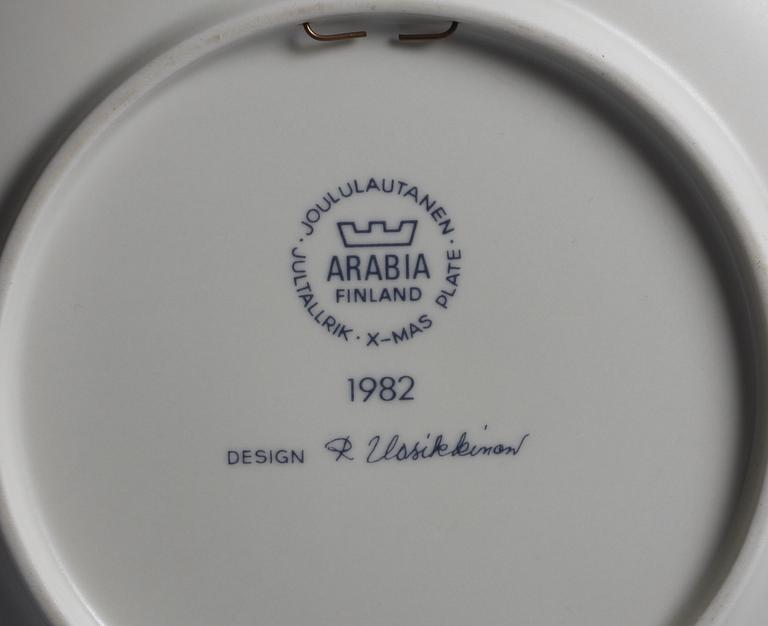 · JOULULAUTANEN · JULTALLRIK · X-MAS PLATE
ARABIA
FINLAND
1982
DESIGN R Uosikkinen